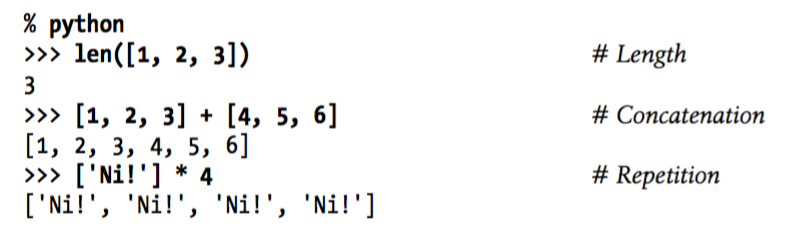 % python
>>> len([1, 2, 3]) # Length
3
>>> [1, 2, 3] + [4, 5, 6] # Concatenation
[1, 2, 3, 4, 5, 6]
>>> ['Ni!'] * 4 # Repetition
['Ni!', 'Ni!', 'Ni!', 'Ni!']